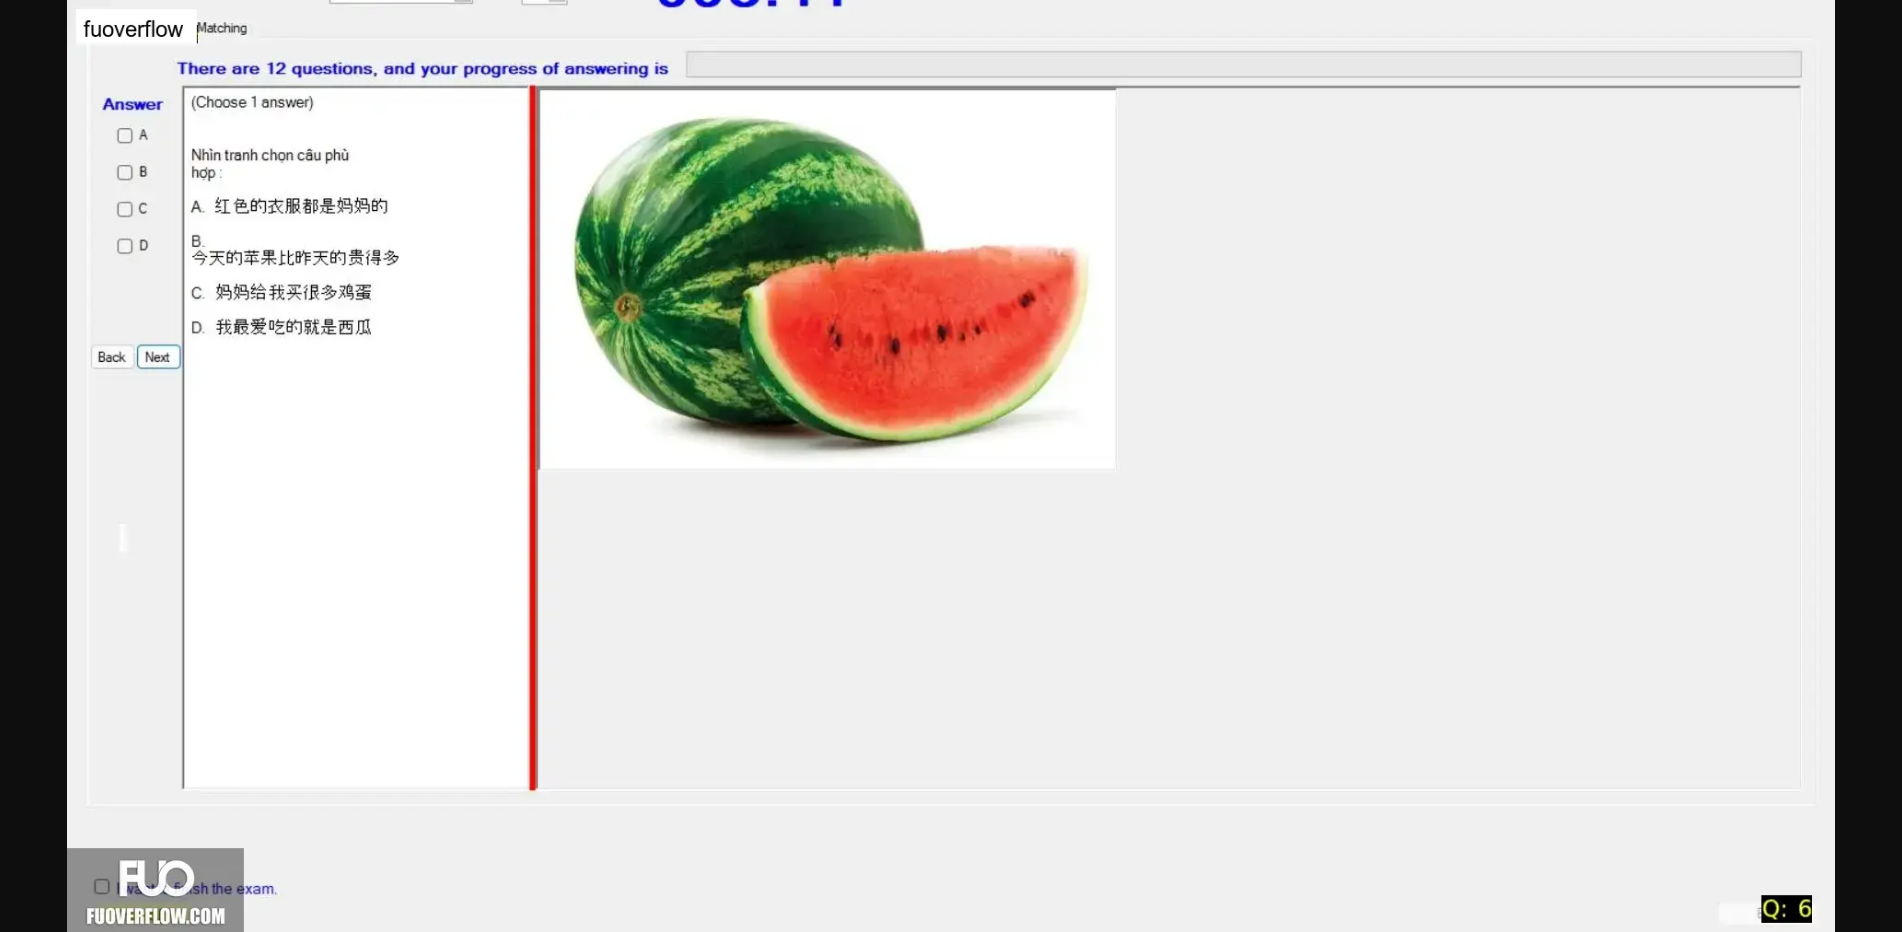 fuoverflow
Matching
There are 12 questions, and your progress of answering is
Answer
(Choose 1 answer)
A
B
C
D
Nhìn tranh chọn câu phù
hợp :
A. 红色的衣服都是妈妈的
B.
今天的苹果比昨天的贵得多
C. 妈妈给我买很多鸡蛋
D. 我最爱吃的就是西瓜
Back
Next
FUO
I want finish the exam.
FUOVERFLOW.COM
Q: 6